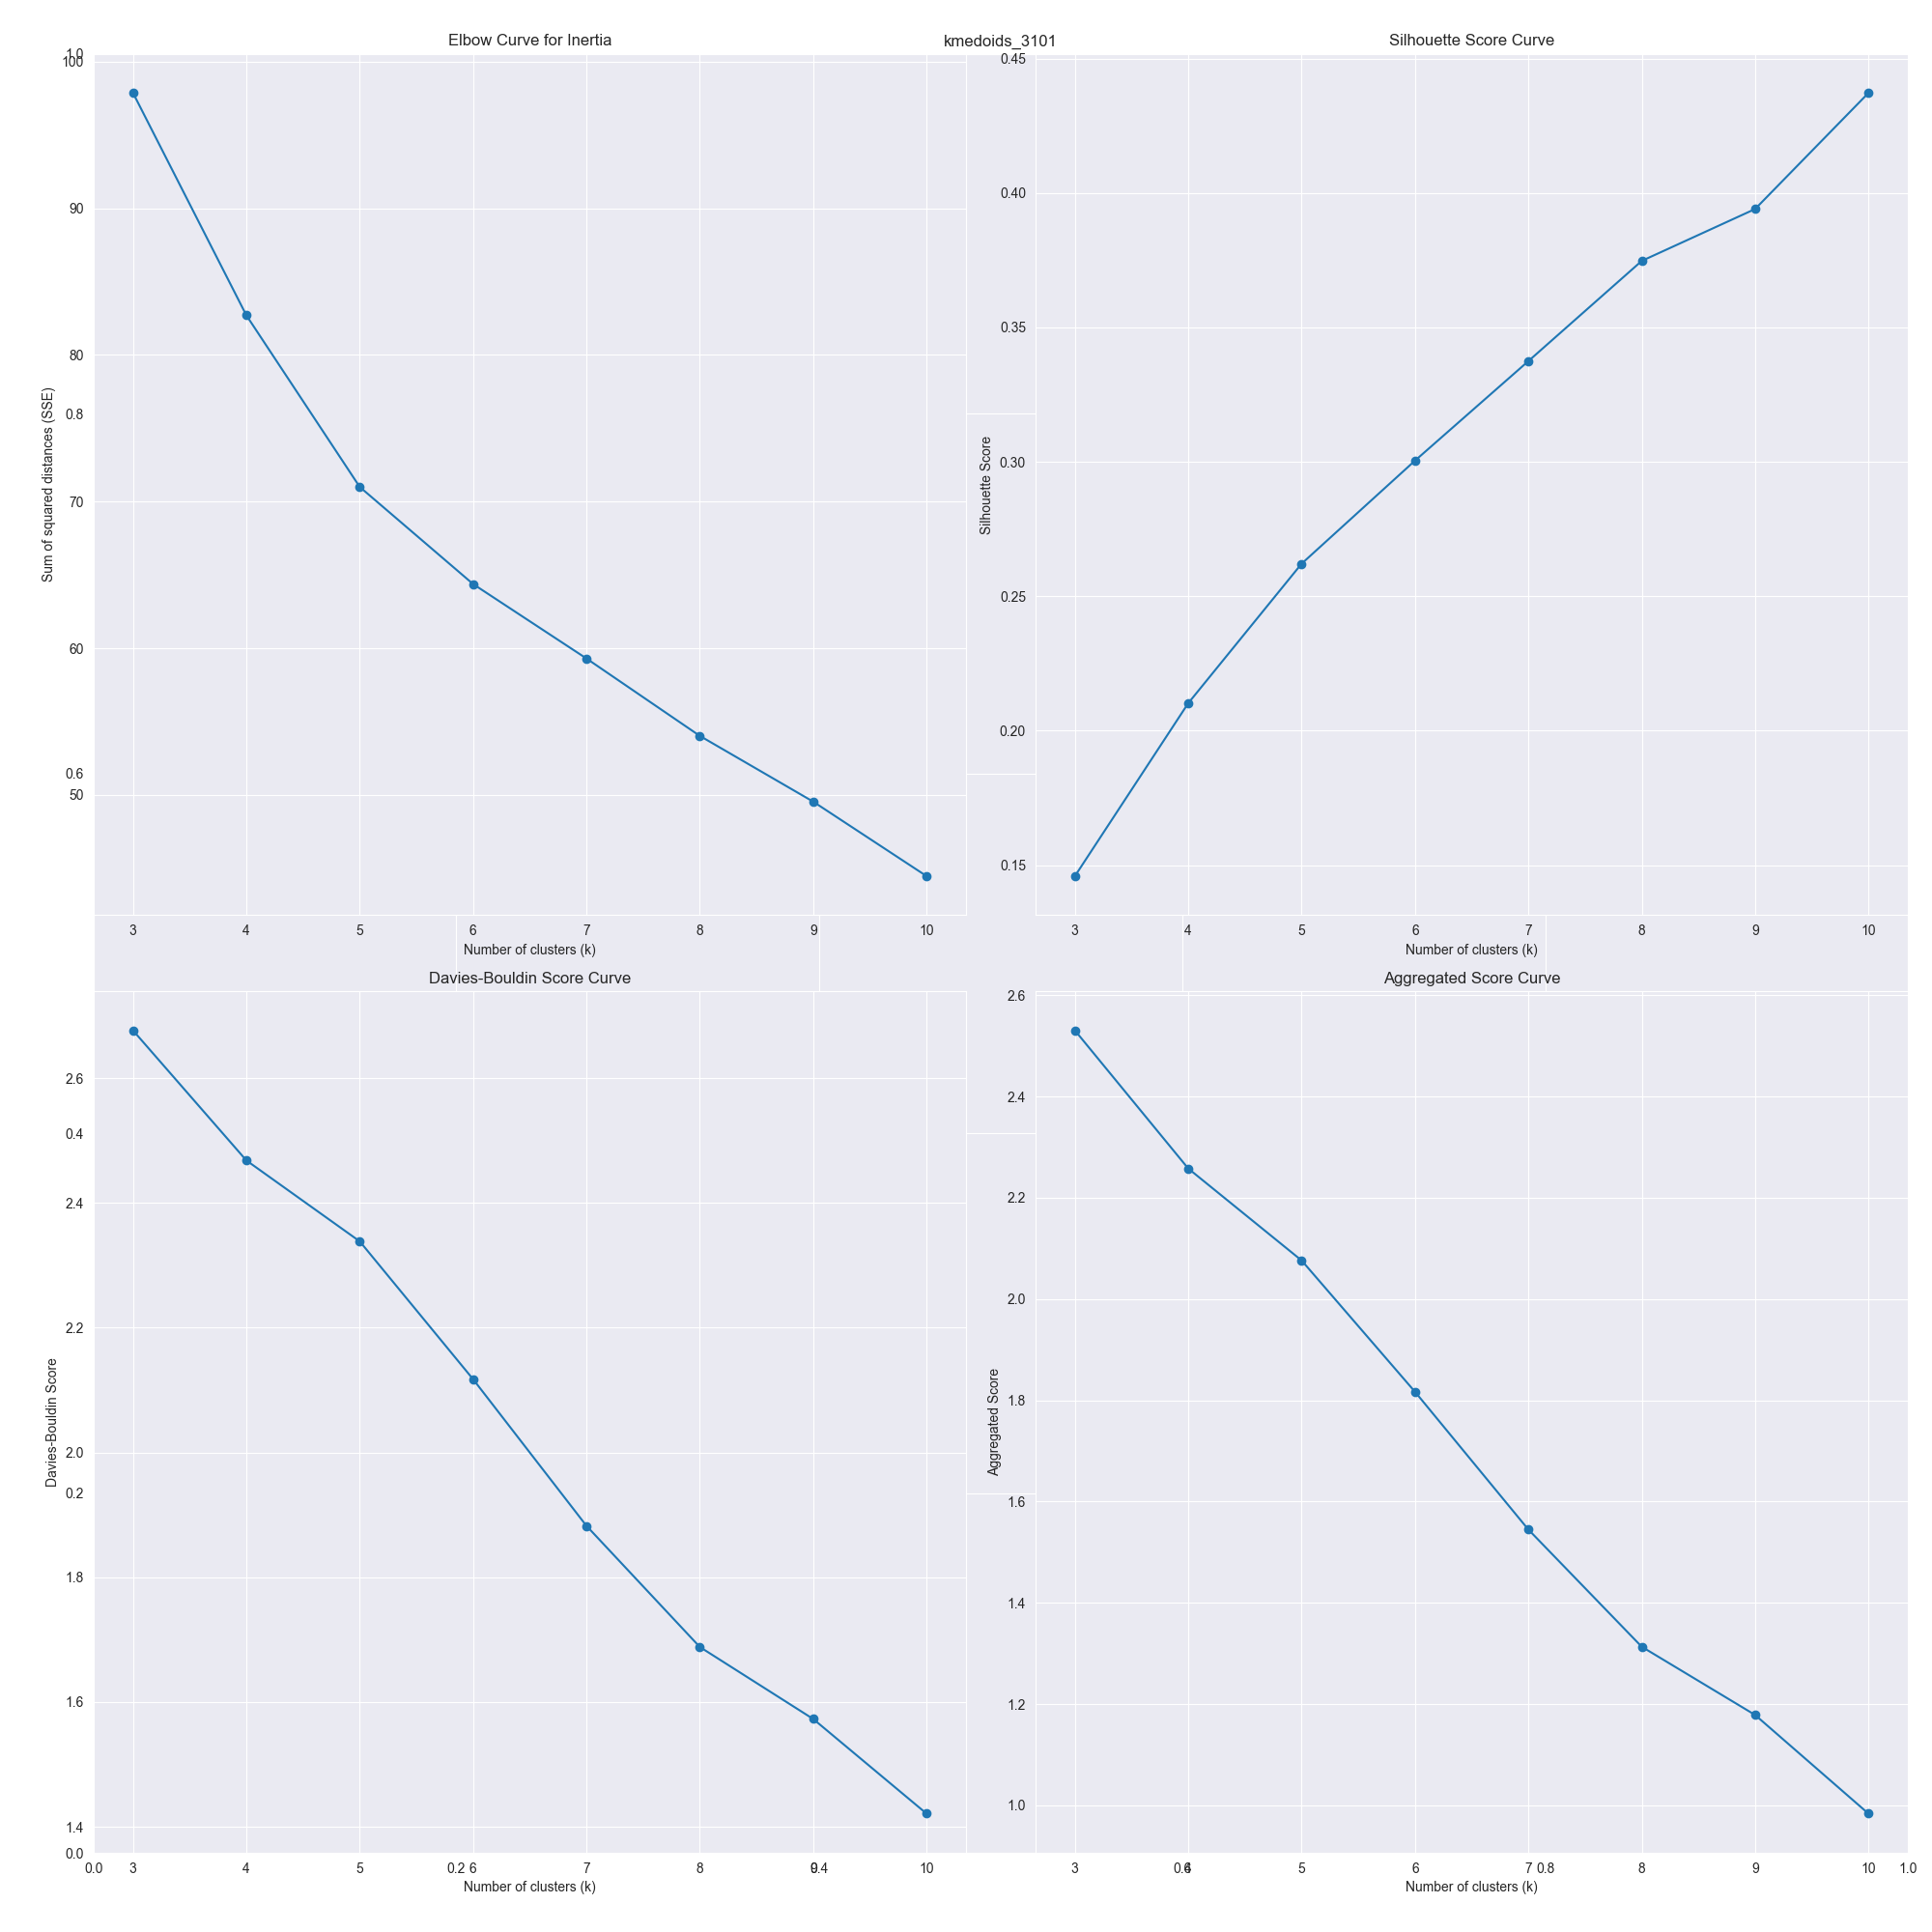 kmedoids_3101
Elbow Curve for Inertia
1.0
100
90
80
0.8
70
60
0.6
50
Sum of squared distances (SSE)
3 4 5 6 7 8 9 10
Number of clusters (k)
Silhouette Score Curve
0.45
0.40
0.35
0.30
0.25
0.20
0.15
Silhouette Score
3 4 5 6 7 8 9 10
Number of clusters (k)
Davies-Bouldin Score Curve
2.6
0.4
2.4
2.2
2.0
0.2
1.8
1.6
1.4
0.0
Davies-Bouldin Score
0.0 3 4 5 0.2 6 7 8 9 0.4 10
Number of clusters (k)
Aggregated Score Curve
2.6
2.4
2.2
2.0
1.8
1.6
1.4
1.2
1.0
Aggregated Score
3 0.6 4 5 6 7 0.8 8 9 10 1.0
Number of clusters (k)